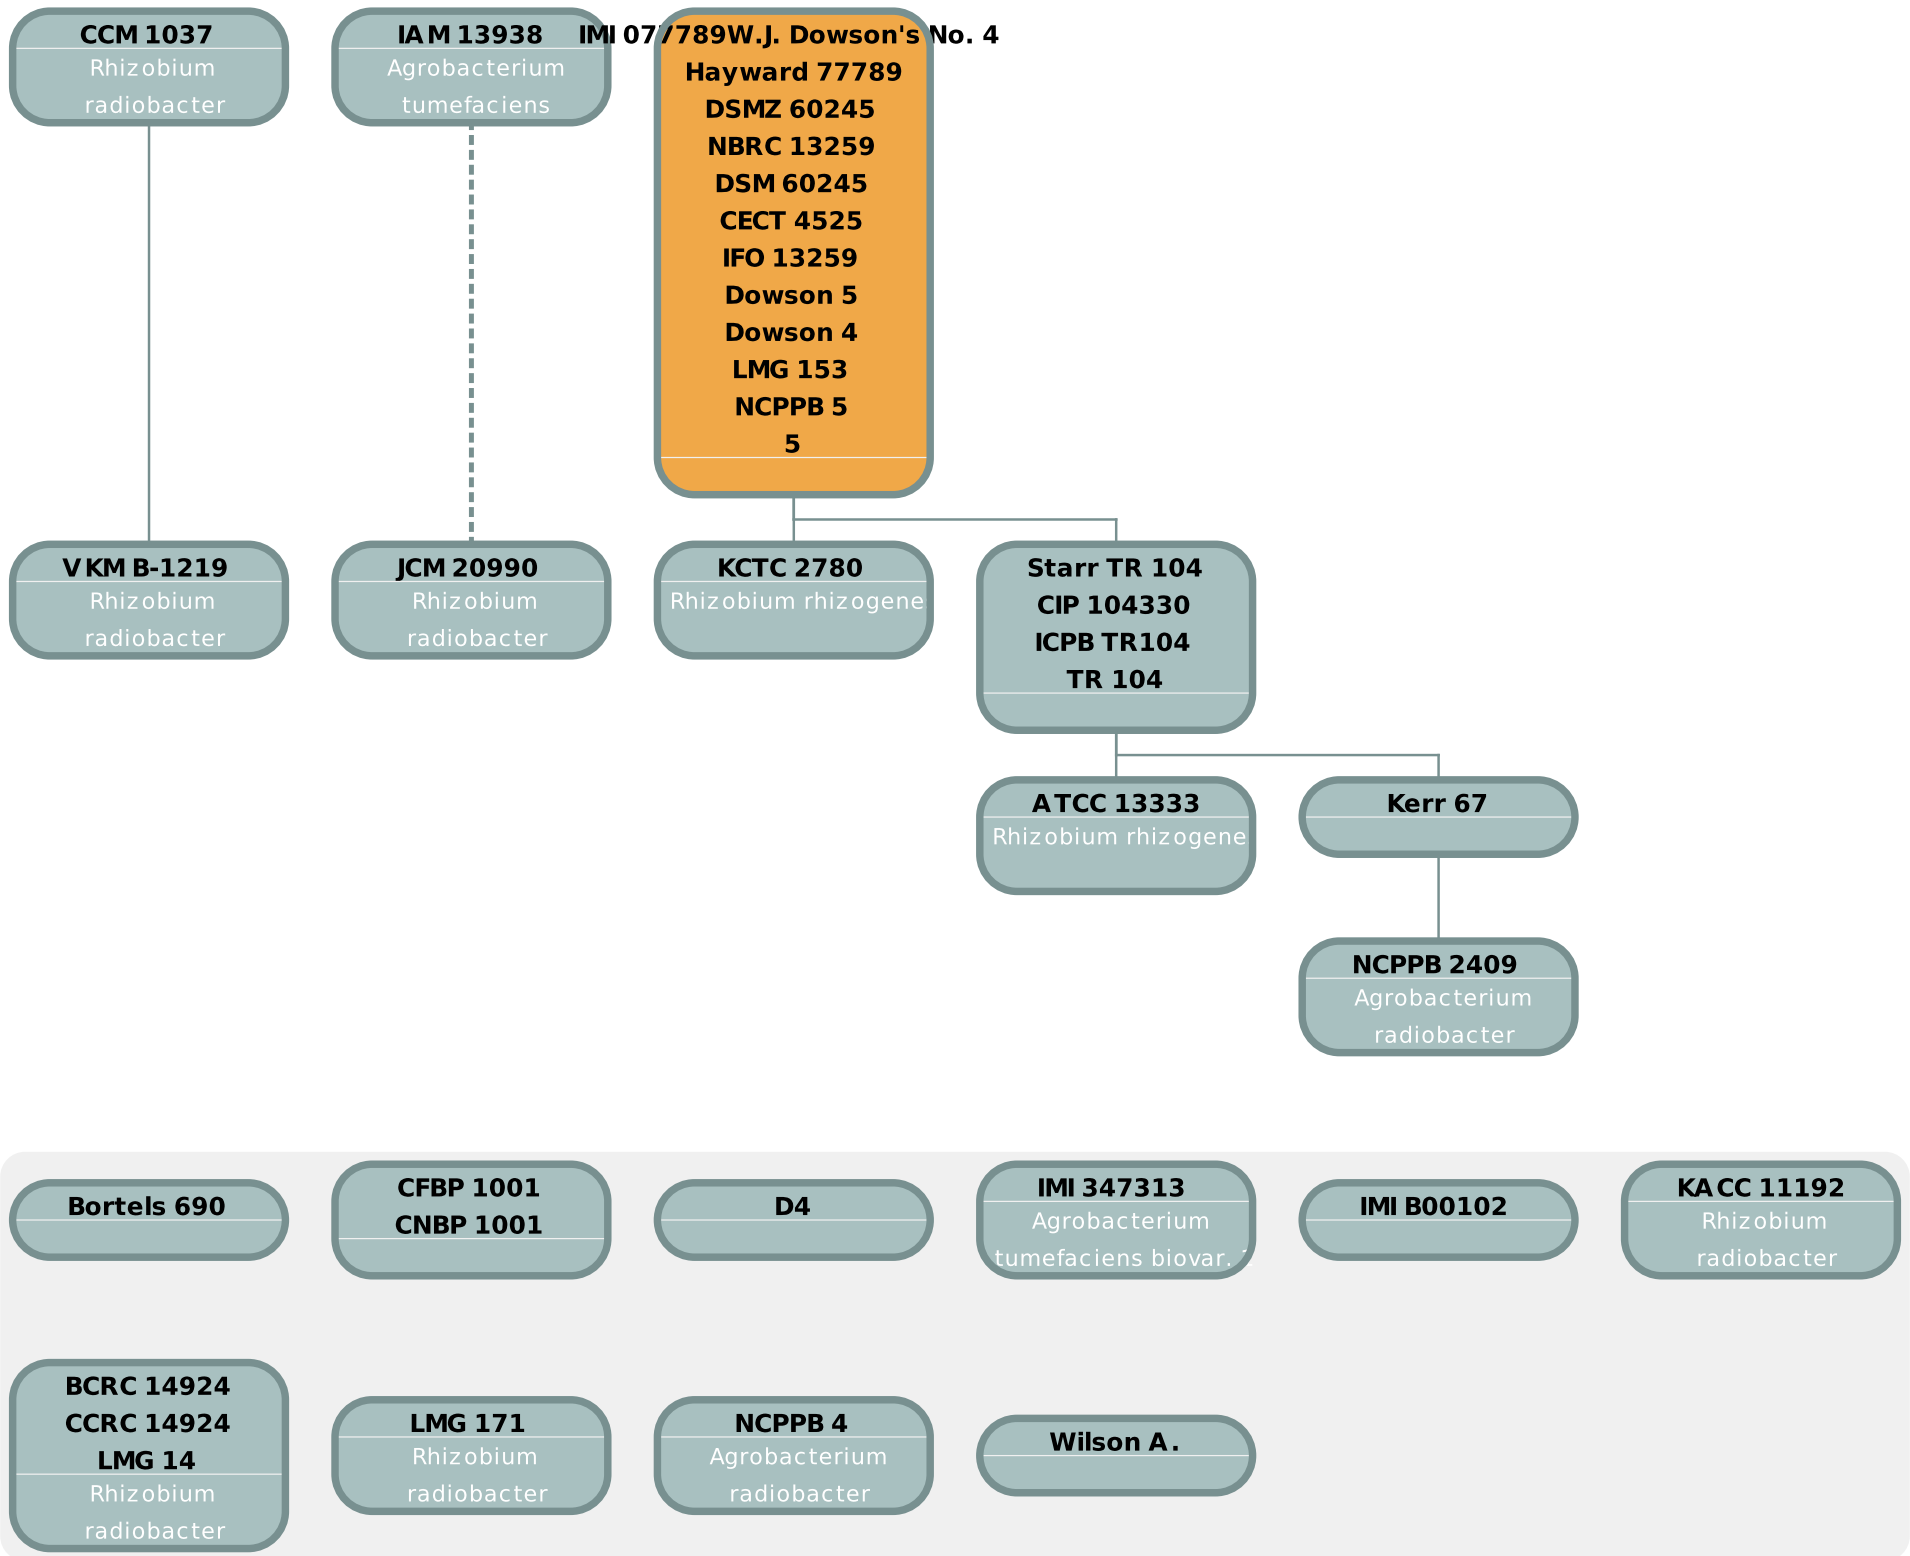 CCM 1037
Rhizobium
radiobacter
IAM 13938
Agrobacterium
tumefaciens
IMI 077789W.J. Dowson's No. 4
Hayward 77789
DSMZ 60245
NBRC 13259
DSM 60245
CECT 4525
IFO 13259
Dowson 5
Dowson 4
LMG 153
NCPPB 5
5
VKM B-1219
Rhizobium
radiobacter
JCM 20990
Rhizobium
radiobacter
KCTC 2780
Rhizobium rhizogene
Starr TR 104
CIP 104330
ICPB TR104
TR 104
ATCC 13333
Rhizobium rhizogene
Kerr 67
NCPPB 2409
Agrobacterium
radiobacter
Bortels 690
CFBP 1001
CNBP 1001
D4
IMI 347313
Agrobacterium
tumefaciens biovar.
IMI B00102
KACC 11192
Rhizobium
radiobacter
BCRC 14924
CCRC 14924
LMG 14
Rhizobium
radiobacter
LMG 171
Rhizobium
radiobacter
NCPPB 4
Agrobacterium
radiobacter
Wilson A.